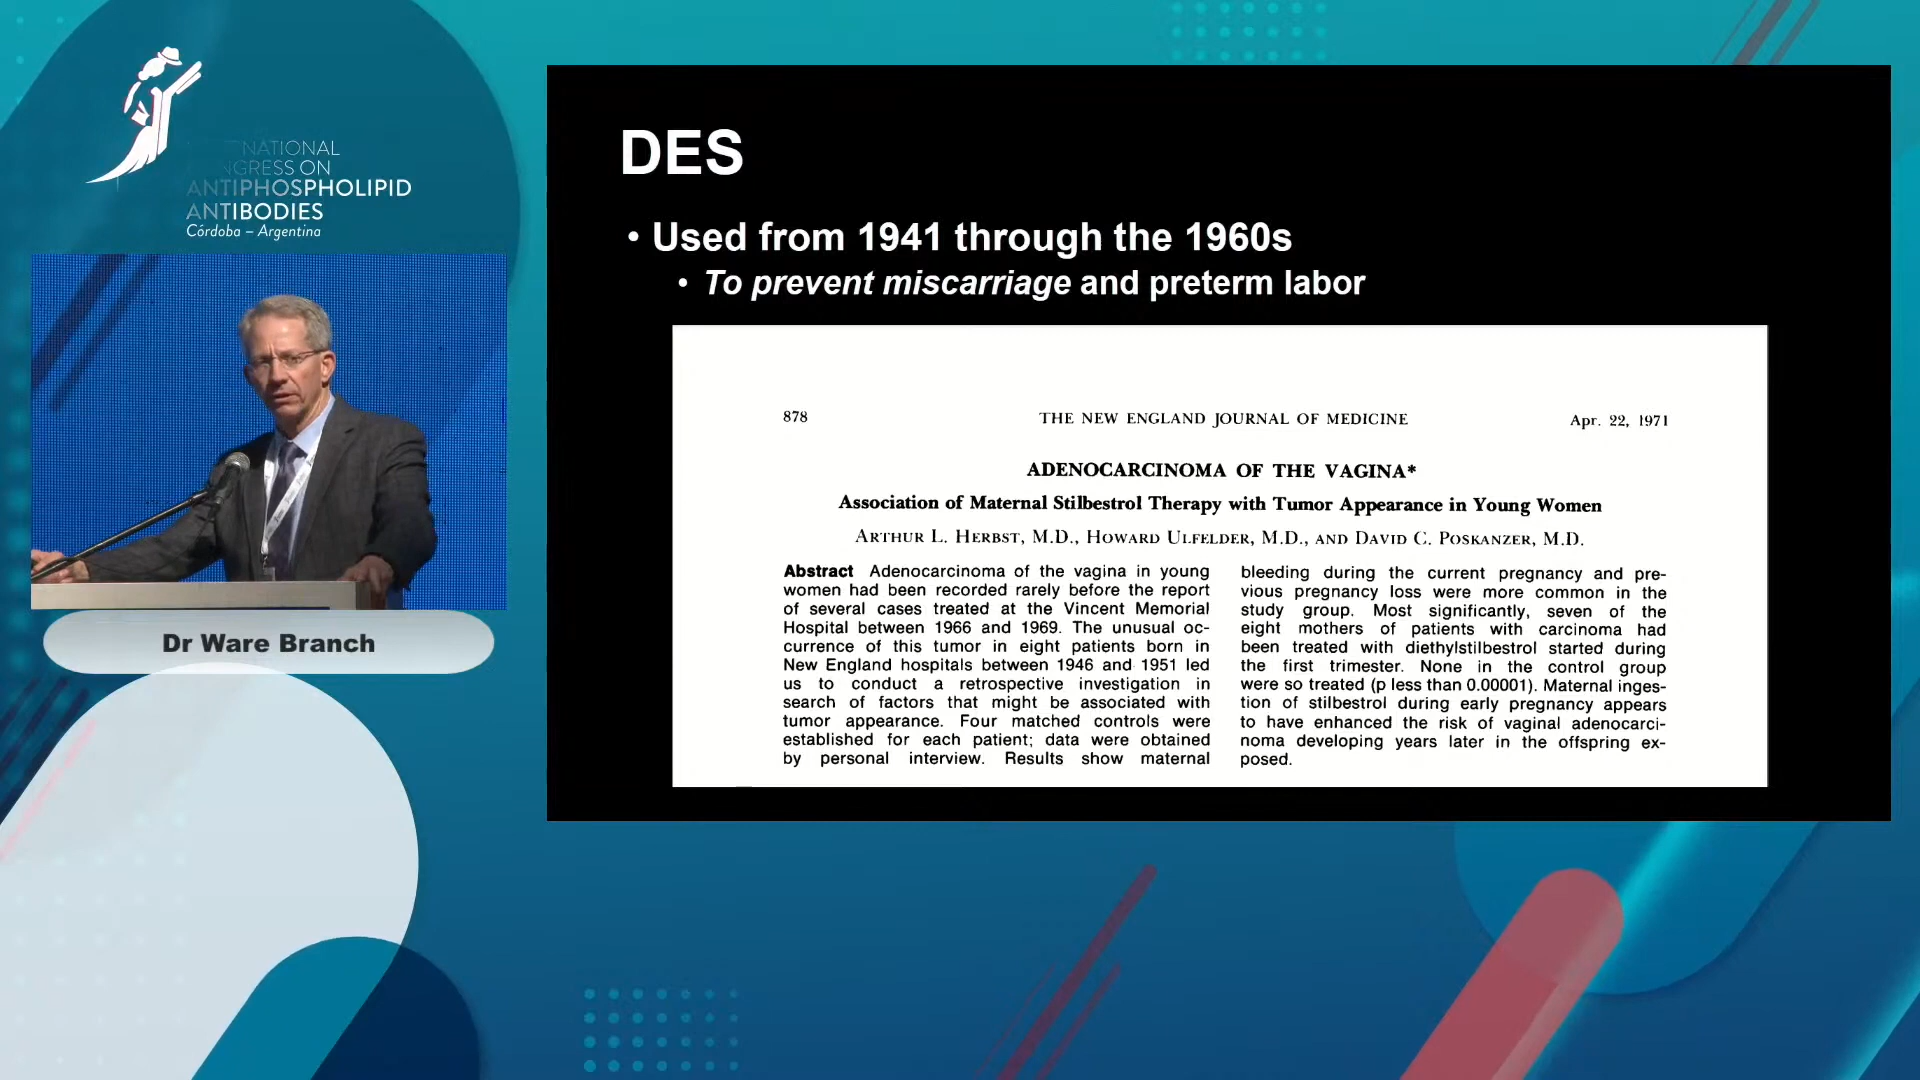 NATIONAL
NGRESS ON
ANTIPHOSPHOLIPID
ANTIBODIES
Córdoba – Argentina
Dr Ware Branch
DES
• Used from 1941 through the 1960s
• To prevent miscarriage and preterm labor
878 THE NEW ENGLAND JOURNAL OF MEDICINE Apr. 22, 1971
ADENOCARCINOMA OF THE VAGINA*
Association of Maternal Stilbestrol Therapy with Tumor Appearance in Young Women
Arthur L. Herbst, M.D., Howard Ulfelder, M.D., and David C. Poskanzer, M.D.
Abstract Adenocarcinoma of the vagina in young
women had been recorded rarely before the report
of several cases treated at the Vincent Memorial
Hospital between 1966 and 1969. The unusual oc-
currence of this tumor in eight patients born in
New England hospitals between 1946 and 1951 led
us to conduct a retrospective investigation in
search of factors that might be associated with
tumor appearance. Four matched controls were
established for each patient; data were obtained
by personal interview. Results show maternal
bleeding during the current pregnancy and pre-
vious pregnancy loss were more common in the
study group. Most significantly, seven of the
eight mothers of patients with carcinoma had
been treated with diethylstilbestrol started during
the first trimester. None in the control group
were so treated (p less than 0.00001). Maternal inges-
tion of stilbestrol during early pregnancy appears
to have enhanced the risk of vaginal adenocarci-
noma developing years later in the offspring ex-
posed.